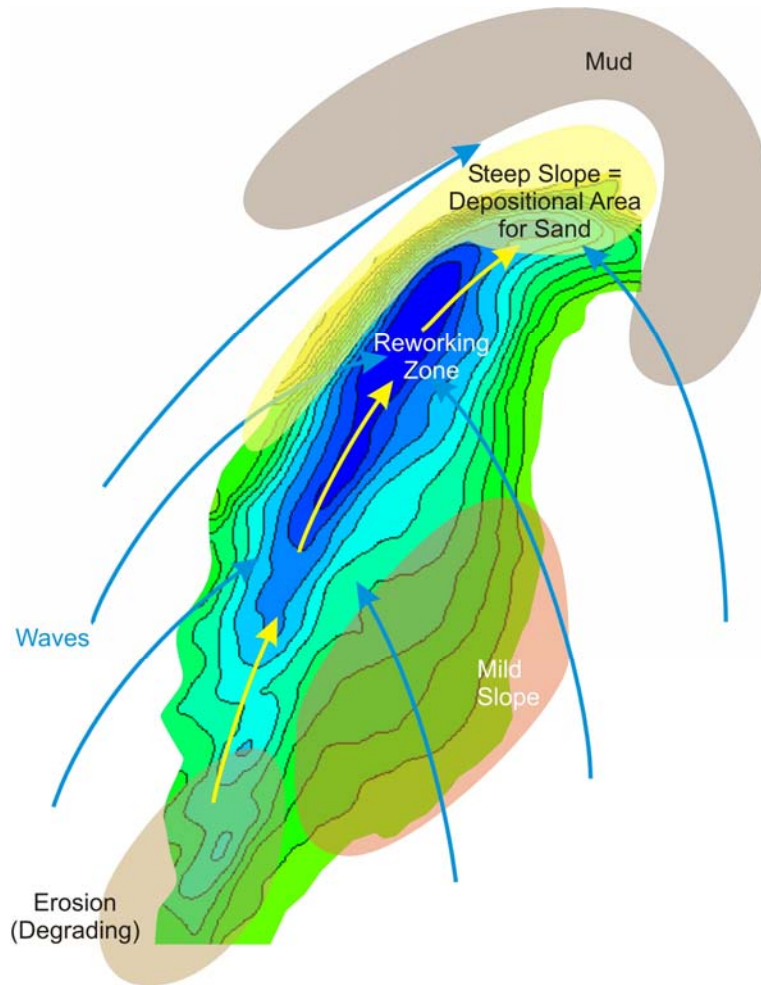 Mud
Steep Slope =
Depositional Area
for Sand
Reworking
Zone
Waves
Mild
Slope
Erosion
(Degrading)